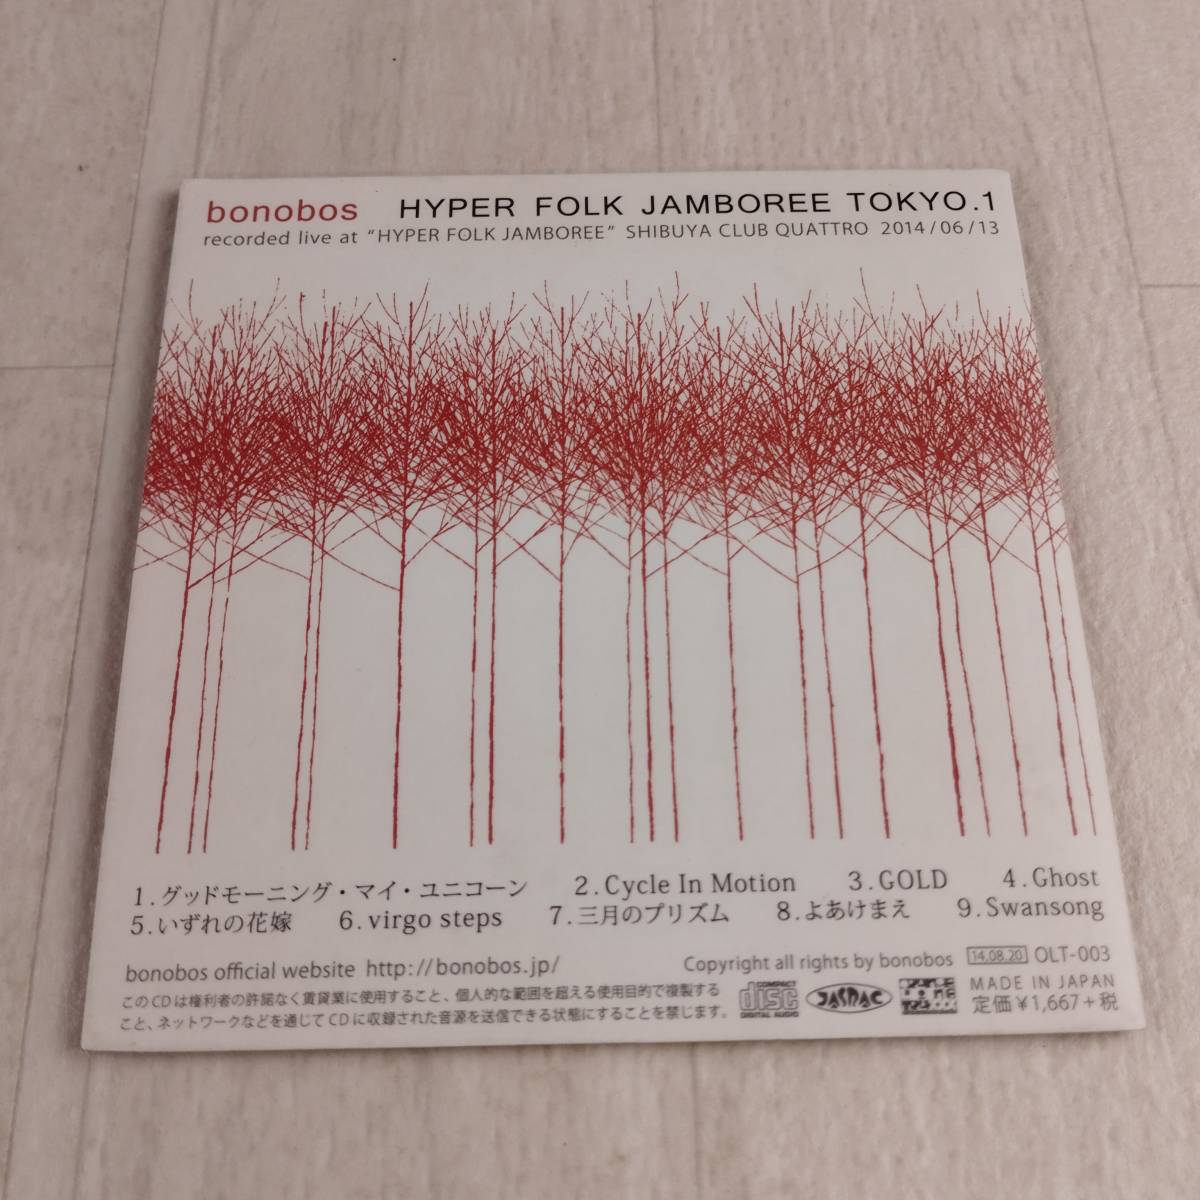 bonobos HYPER FOLK JAMBOREE TOKYO.1
recorded live at “HYPER FOLK JAMBOREE” SHIBUYA CLUB QUATTRO 2014/06/13
1.グッドモーニング・マイ・ユニコーン 2.Cycle In Motion 3.GOLD 4.Ghost
5.いずれの花嫁 6.virgo steps 7.三月のプリズム 8.よあけまえ 9.Swansong
bonobos official website http://bonobos.jp/ Copyright all rights by bonobos 14.08.20 OLT-003
このCDは権利者の許諾なく賃貸業に使用すること、個人的な範囲を超える使用目的で複製する
こと、ネットワークなどを通じてCDに収録された音源を送信できる状態にすることを禁じます。
COMPACT
disc
DIGITAL AUDIO
JASRAC
MADE IN JAPAN
定価¥1,667+税